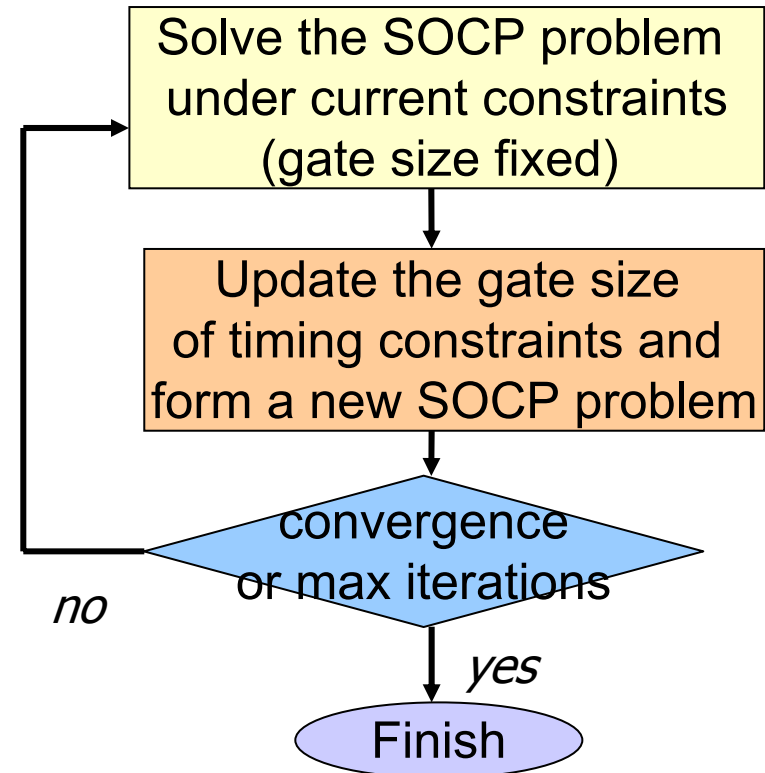 Solve the SOCP problem
under current constraints
(gate size fixed)
Update the gate size
of timing constraints and
form a new SOCP problem
convergence
or max iterations
no
yes
Finish